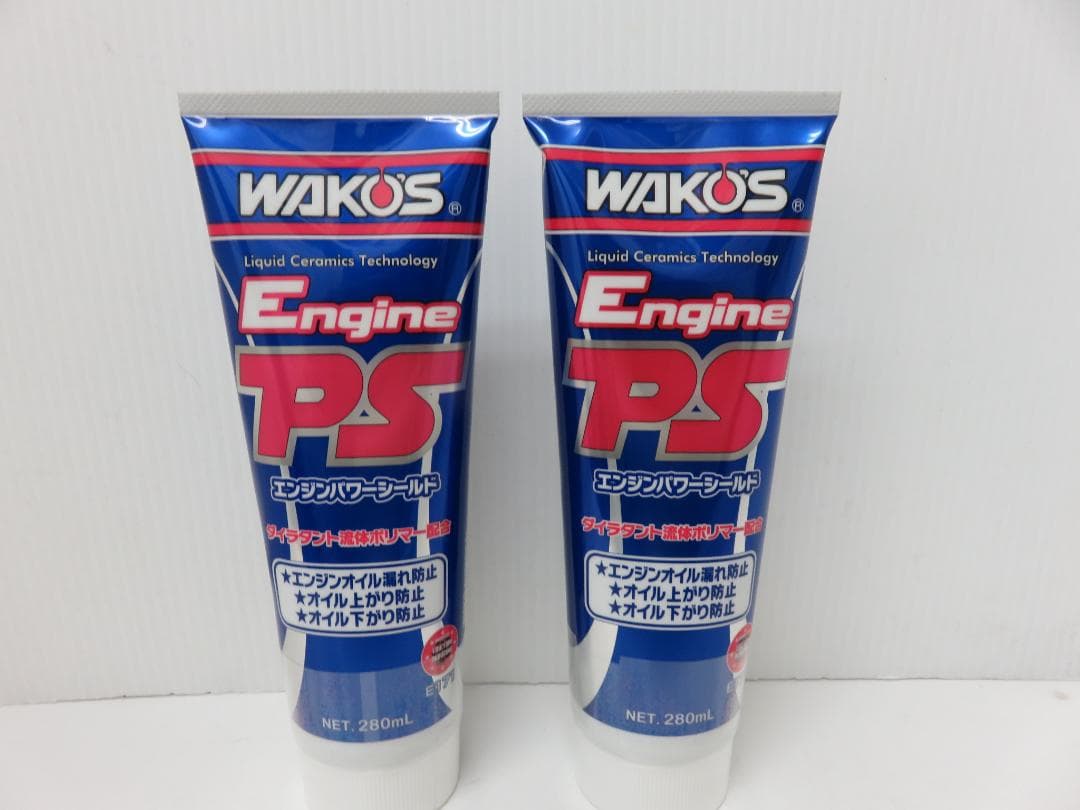 WAKO'S®
Liquid Ceramics Technology
Engine
PS
エンジンパワーシールド
ダイラタント流体ポリマー配合
★エンジンオイル漏れ防止
★オイル上がり防止
★オイル下がり防止
NET. 280mL
WAKO'S®
Liquid Ceramics Technology
Engine
PS
エンジンパワーシールド
ダイラタント流体ポリマー配合
★エンジンオイル漏れ防止
★オイル上がり防止
★オイル下がり防止
NET. 280mL